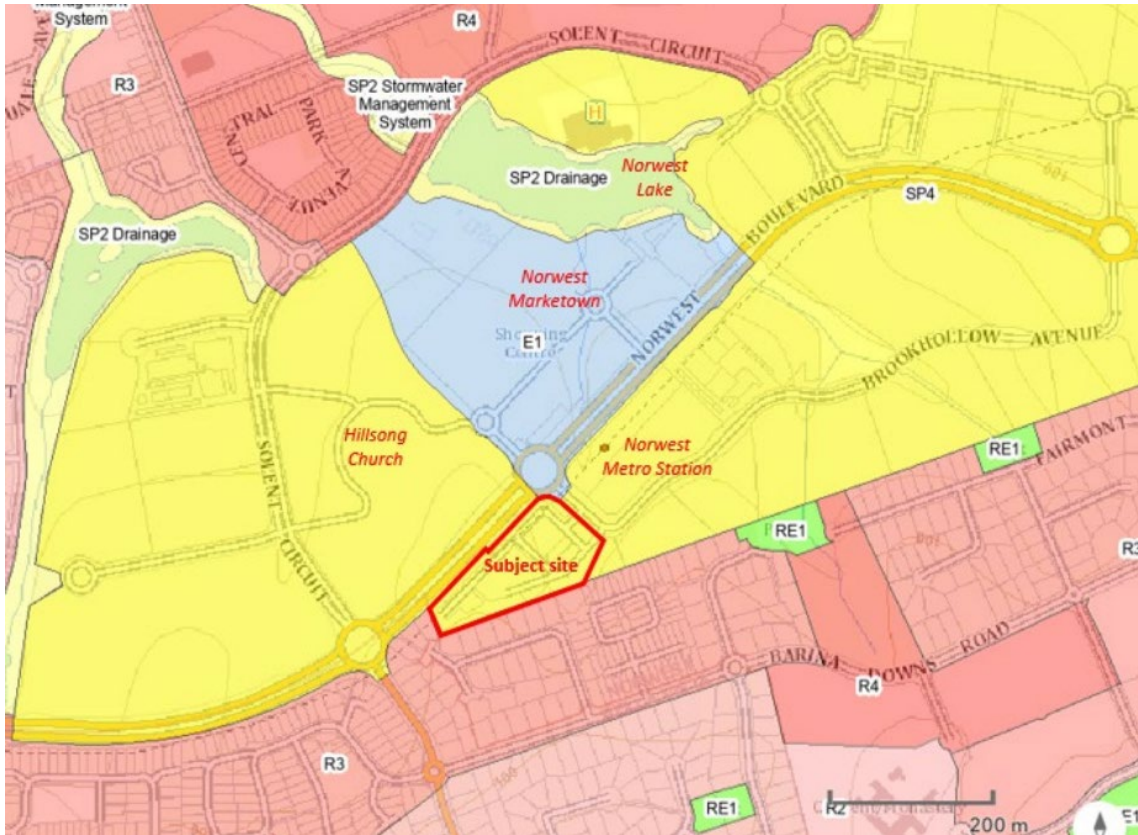 Management
System
R4
SOLENT CIRCUIT
R3
SP2 Stormwater
Management
System
CENTRAL PARK AVENUE
H
SP2 Drainage
Norwest
Lake
SP4
SP2 Drainage
Norwest
Marketown
NORWEST BOULEVARD
Shopping
Centre
E1
BROOKHOLLOW AVENUE
Hillsong
Church
Norwest
Metro Station
RE1
FAIRMONT
SOLENT CIRCUIT
RE1
R3
Subject site
BARINA DOWNS ROAD
R4
R3
RE1
R2
200 m
E1